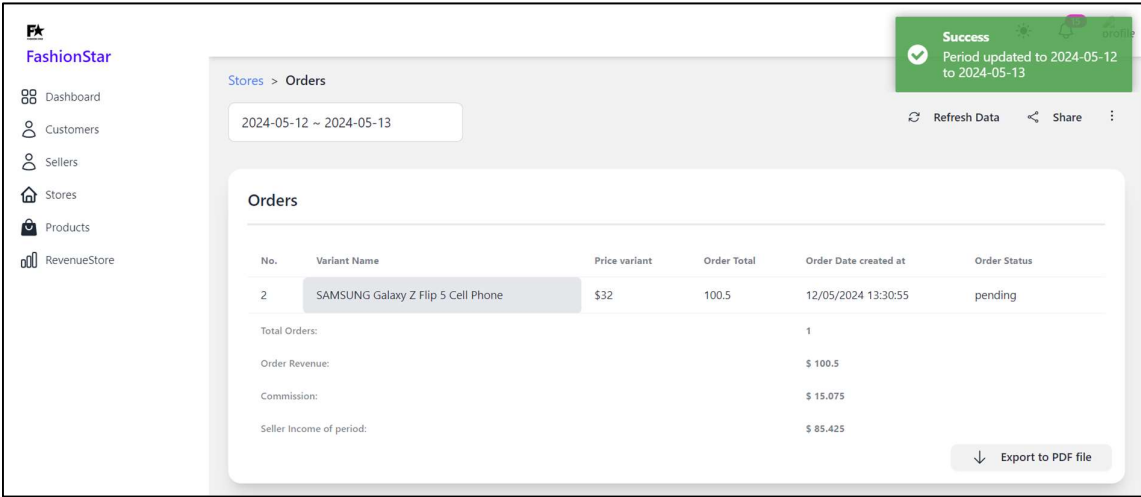 F★
FashionStar
Dashboard
Customers
Sellers
Stores
Products
RevenueStore
Success
Period updated to 2024-05-12
to 2024-05-13
profile
Stores > Orders
2024-05-12 ~ 2024-05-13
Refresh Data Share
Orders
No. Variant Name Price variant Order Total Order Date created at Order Status
2 SAMSUNG Galaxy Z Flip 5 Cell Phone $32 100.5 12/05/2024 13:30:55 pending
Total Orders: 1
Order Revenue: $ 100.5
Commission: $ 15.075
Seller Income of period: $ 85.425
Export to PDF file